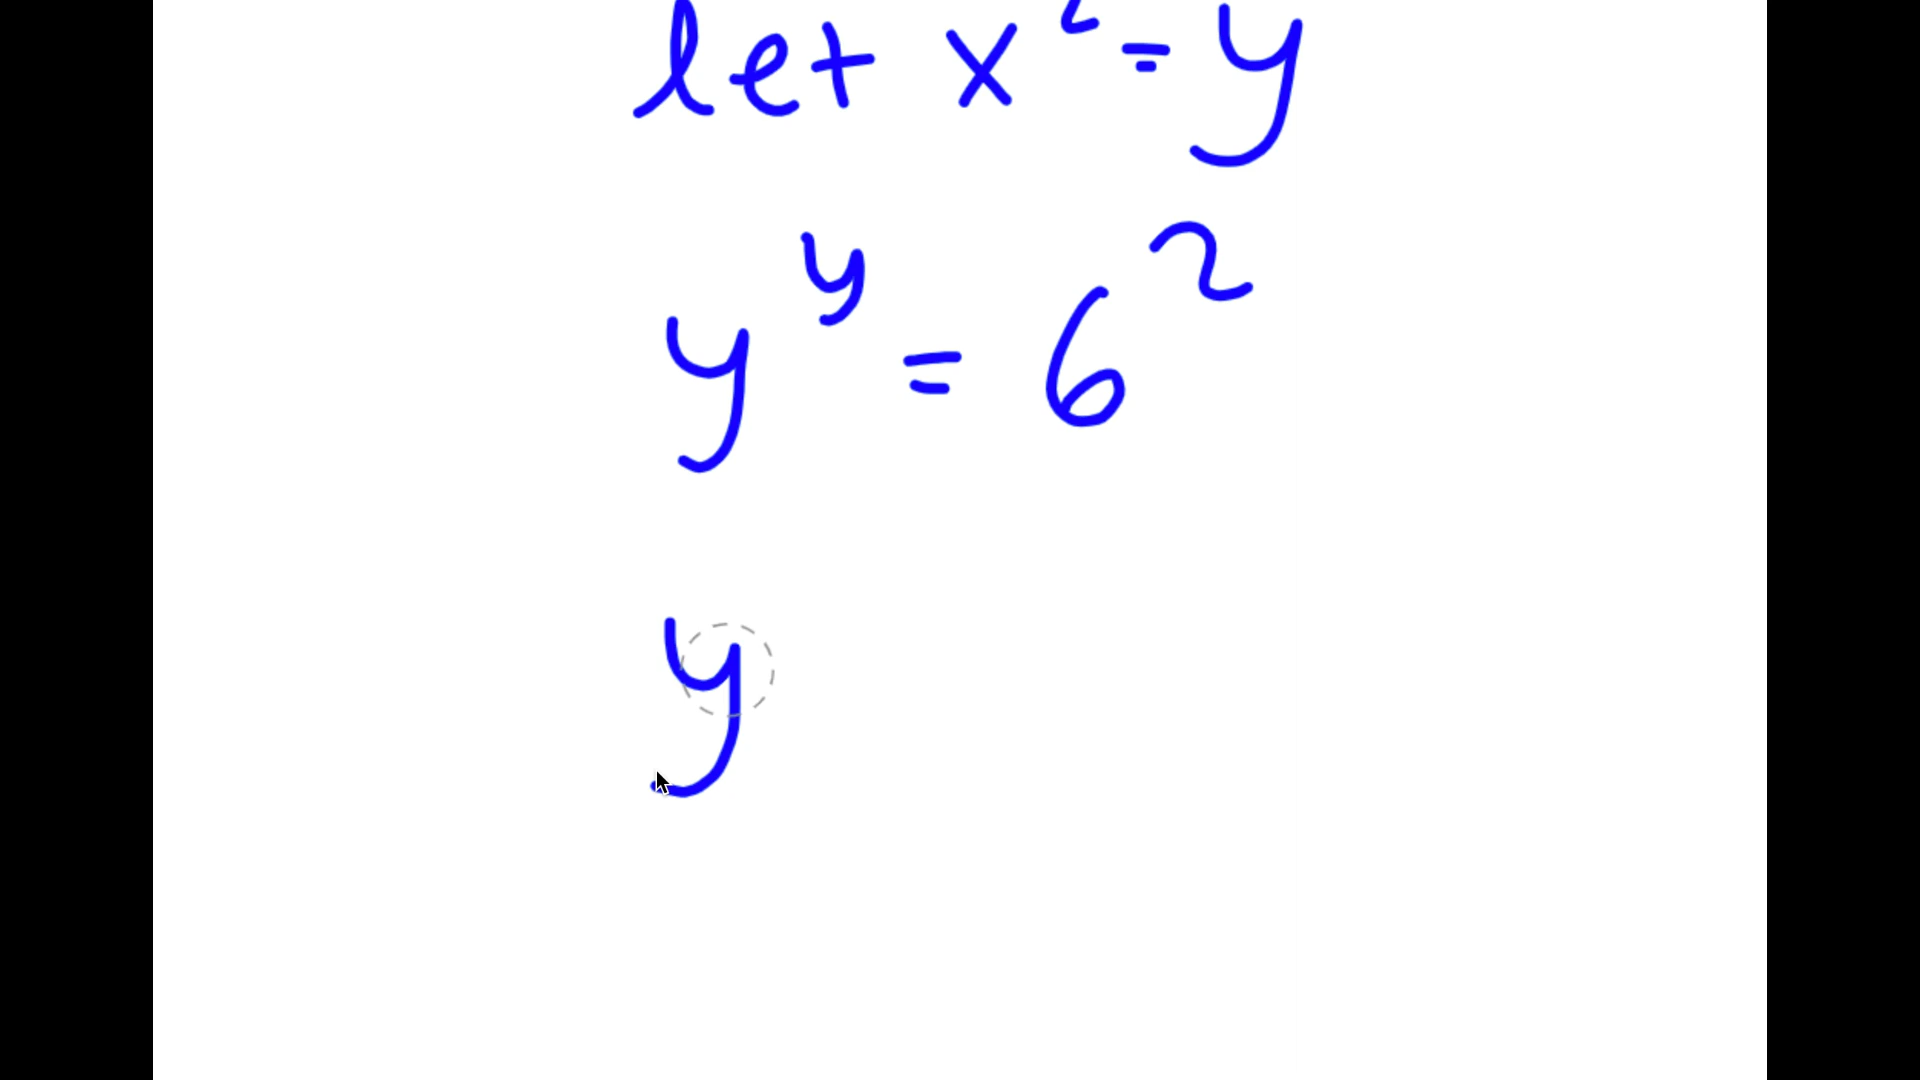 let x² = y
y^y = 6²
y